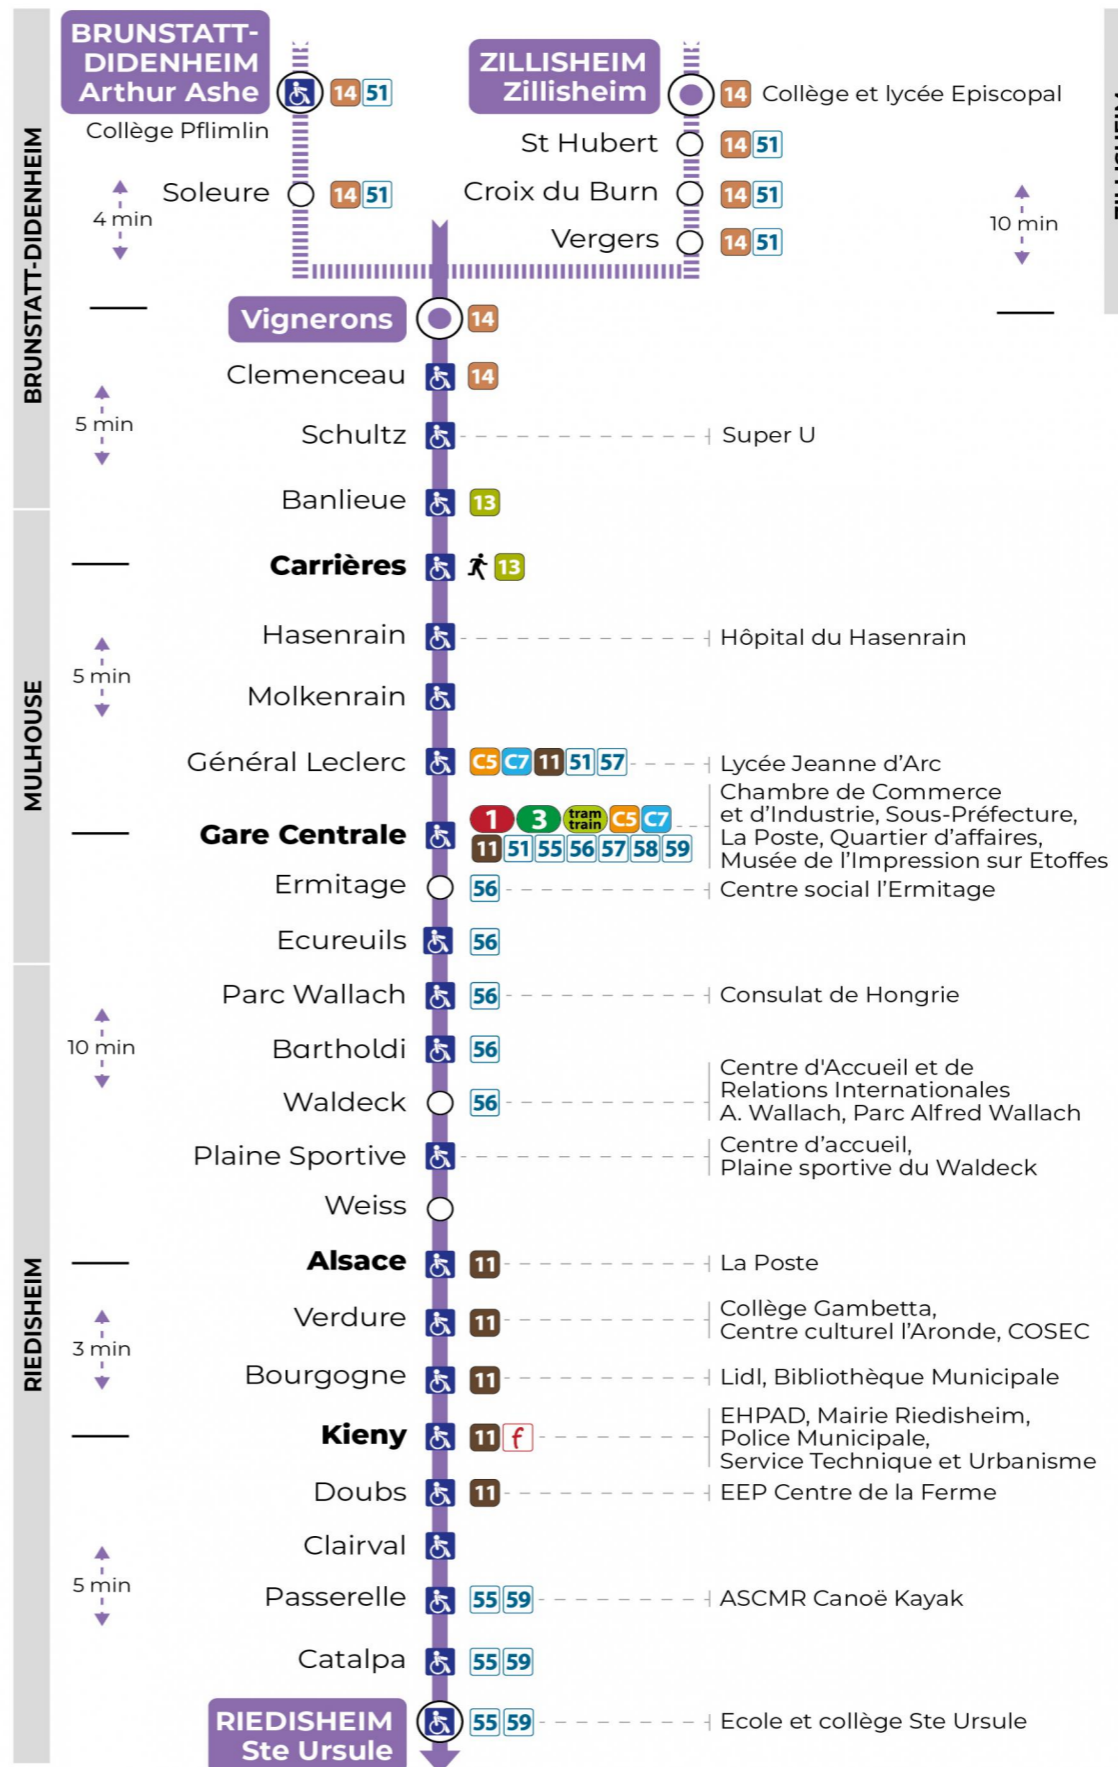 BRUNSTATT-
DIDENHEIM
Arthur Ashe
14 51
Collège Pflimlin
ZILLISHEIM
Zillisheim
14 Collège et lycée Episcopal
St Hubert 14 51
Soleure 14 51
Croix du Burn 14 51
Vergers 14 51
4 min
10 min
BRUNSTATT-DIDENHEIM
ZILLISHEIM
Vignerons 14
Clemenceau 14
5 min
Schultz Super U
Banlieue 13
MULHOUSE
Carrières 13
Hasenrain Hôpital du Hasenrain
5 min
Molkenrain
Général Leclerc C5 C7 11 51 57 Lycée Jeanne d’Arc
Gare Centrale 1 3 tram train C5 C7
11 51 55 56 57 58 59
Chambre de Commerce
et d’Industrie, Sous-Préfecture,
La Poste, Quartier d’affaires,
Musée de l’Impression sur Etoffes
Ermitage 56 Centre social l’Ermitage
Ecureuils 56
RIEDISHEIM
Parc Wallach 56 Consulat de Hongrie
10 min
Bartholdi 56
Waldeck 56
Centre d'Accueil et de
Relations Internationales
A. Wallach, Parc Alfred Wallach
Plaine Sportive
Centre d’accueil,
Plaine sportive du Waldeck
Weiss
Alsace 11 La Poste
Verdure 11
Collège Gambetta,
Centre culturel l’Aronde, COSEC
3 min
Bourgogne 11 Lidl, Bibliothèque Municipale
Kieny 11 f
EHPAD, Mairie Riedisheim,
Police Municipale,
Service Technique et Urbanisme
Doubs 11 EEP Centre de la Ferme
Clairval
5 min
Passerelle 55 59 ASCMR Canoë Kayak
Catalpa 55 59
RIEDISHEIM
Ste Ursule
55 59 Ecole et collège Ste Ursule